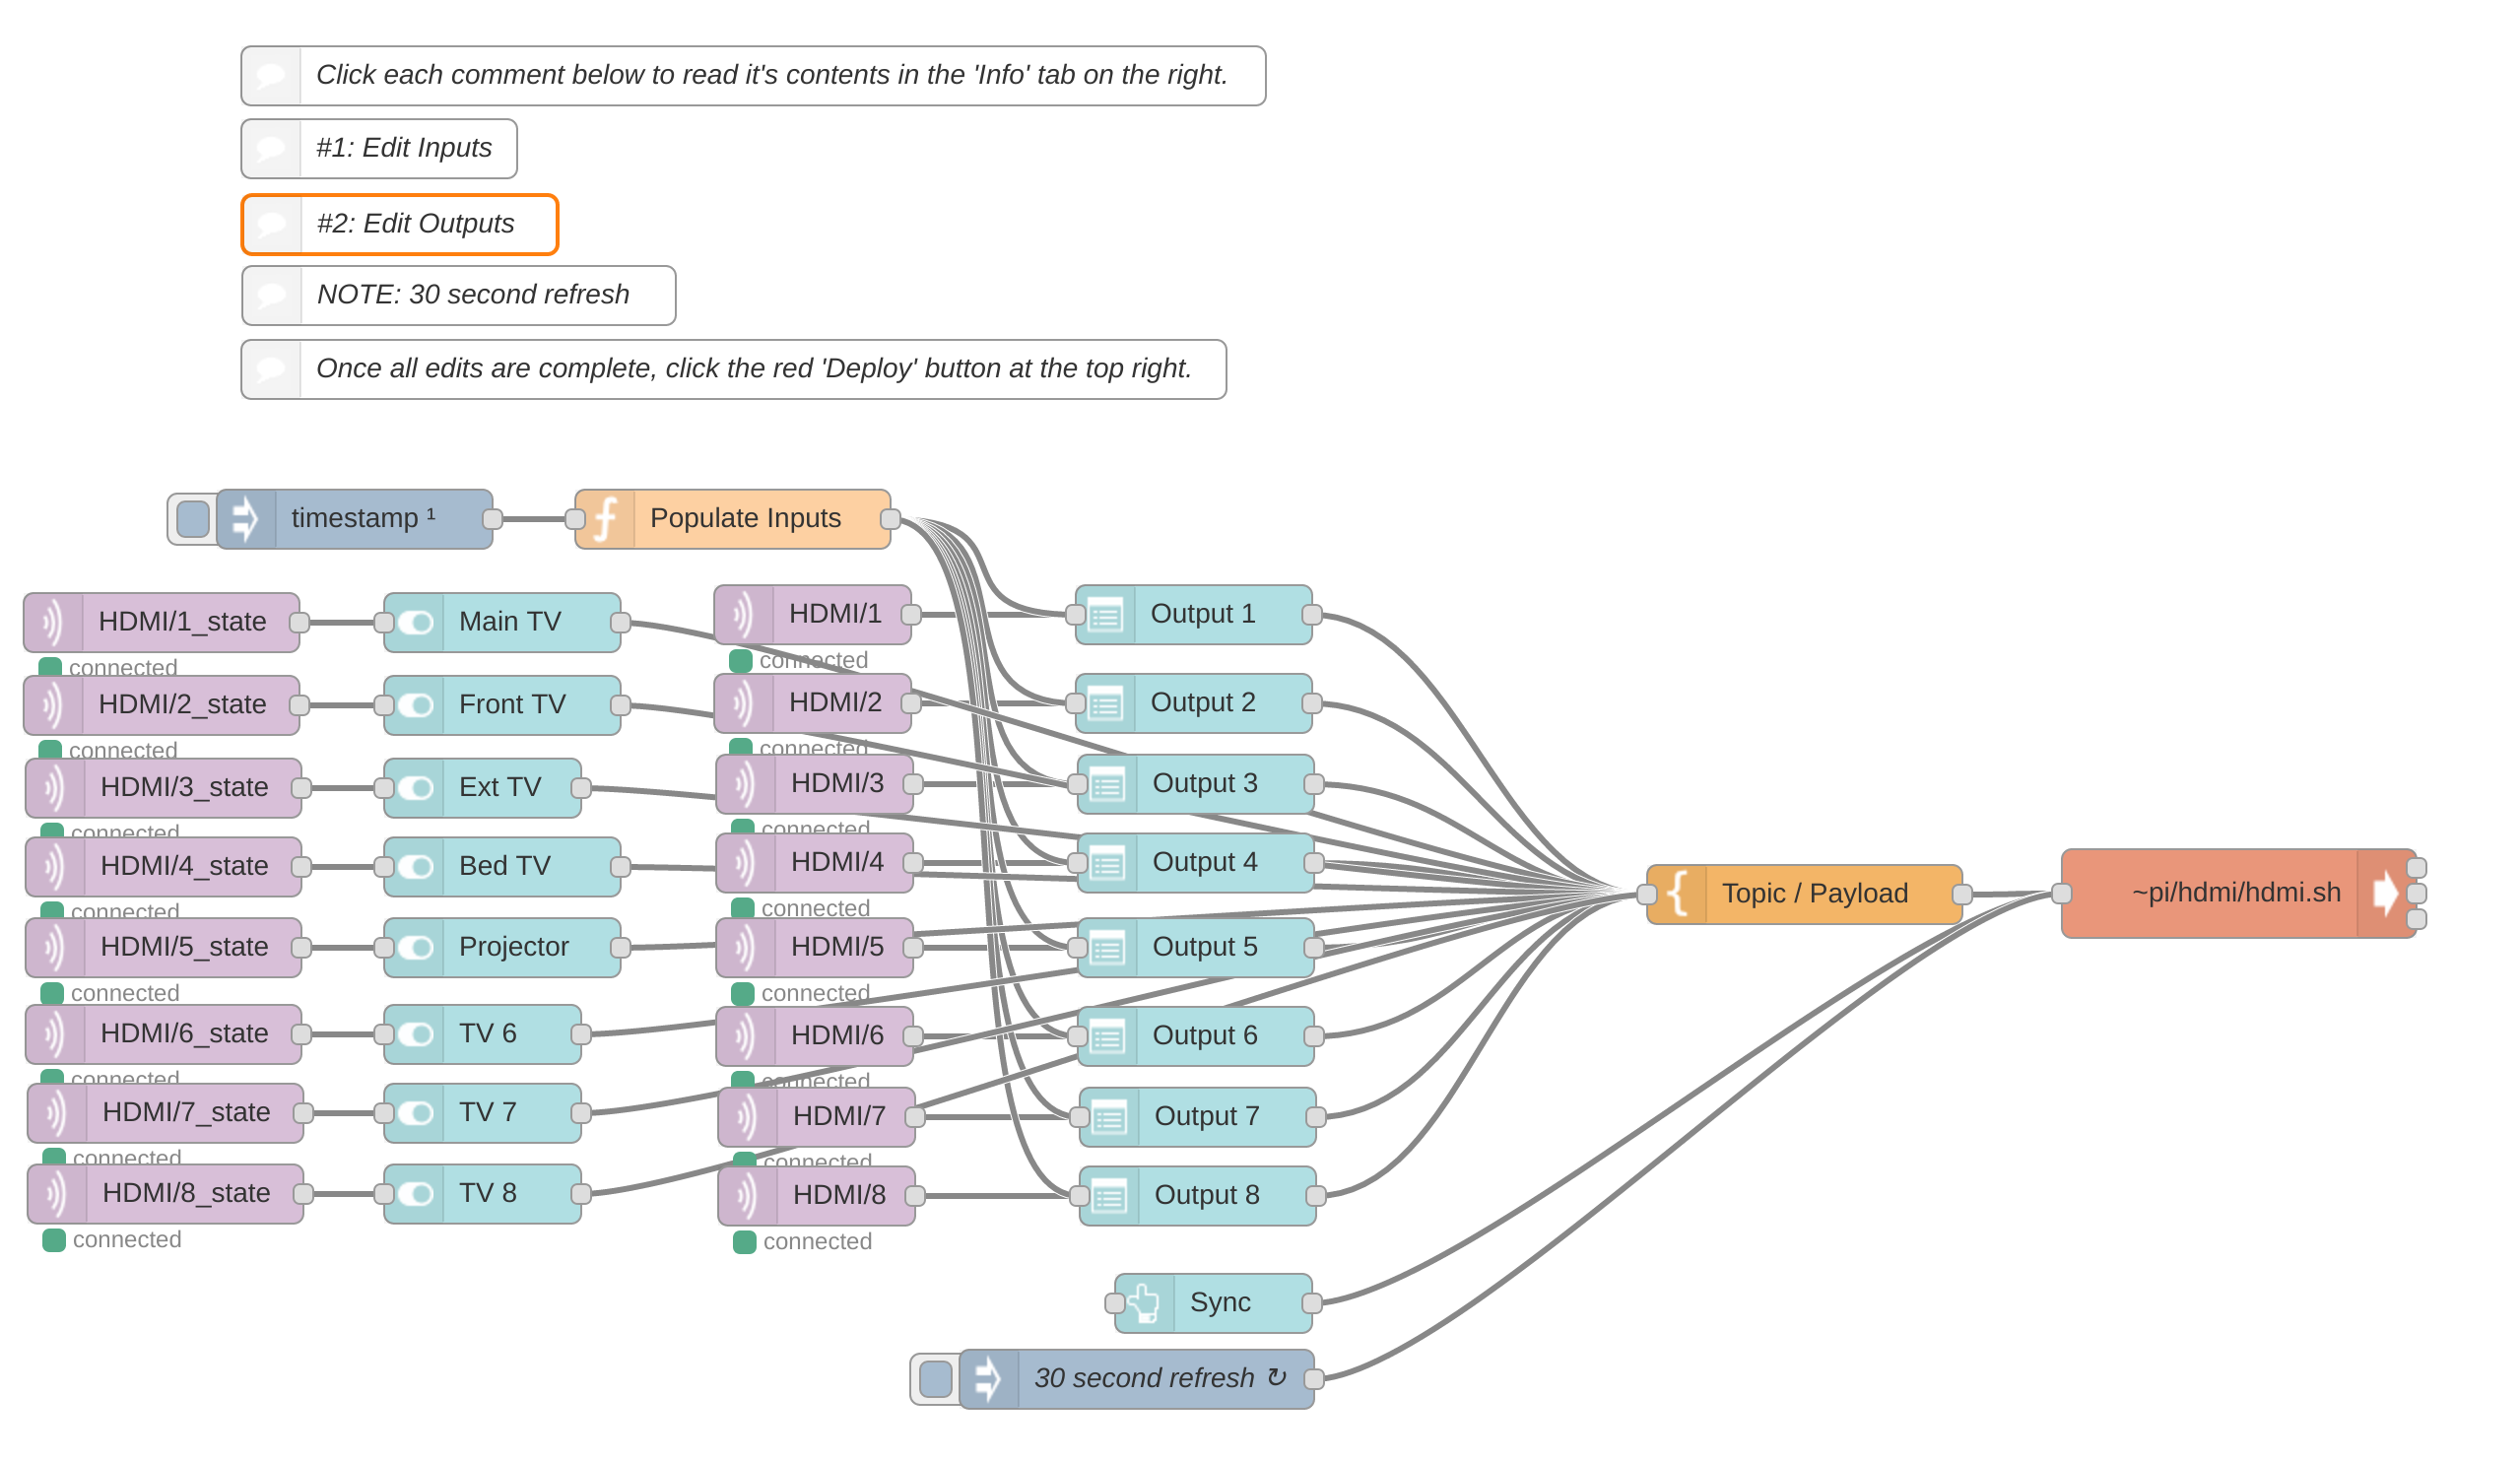 Click each comment below to read it's contents in the 'Info' tab on the right.
#1: Edit Inputs
#2: Edit Outputs
NOTE: 30 second refresh
Once all edits are complete, click the red 'Deploy' button at the top right.
timestamp ¹
Populate Inputs
HDMI/1_state
connected
HDMI/2_state
connected
HDMI/3_state
connected
HDMI/4_state
connected
HDMI/5_state
connected
HDMI/6_state
connected
HDMI/7_state
connected
HDMI/8_state
connected
Main TV
Front TV
Ext TV
Bed TV
Projector
TV 6
TV 7
TV 8
HDMI/1
connected
HDMI/2
connected
HDMI/3
connected
HDMI/4
connected
HDMI/5
connected
HDMI/6
connected
HDMI/7
connected
HDMI/8
connected
Output 1
Output 2
Output 3
Output 4
Output 5
Output 6
Output 7
Output 8
Sync
30 second refresh ↻
Topic / Payload
~pi/hdmi/hdmi.sh